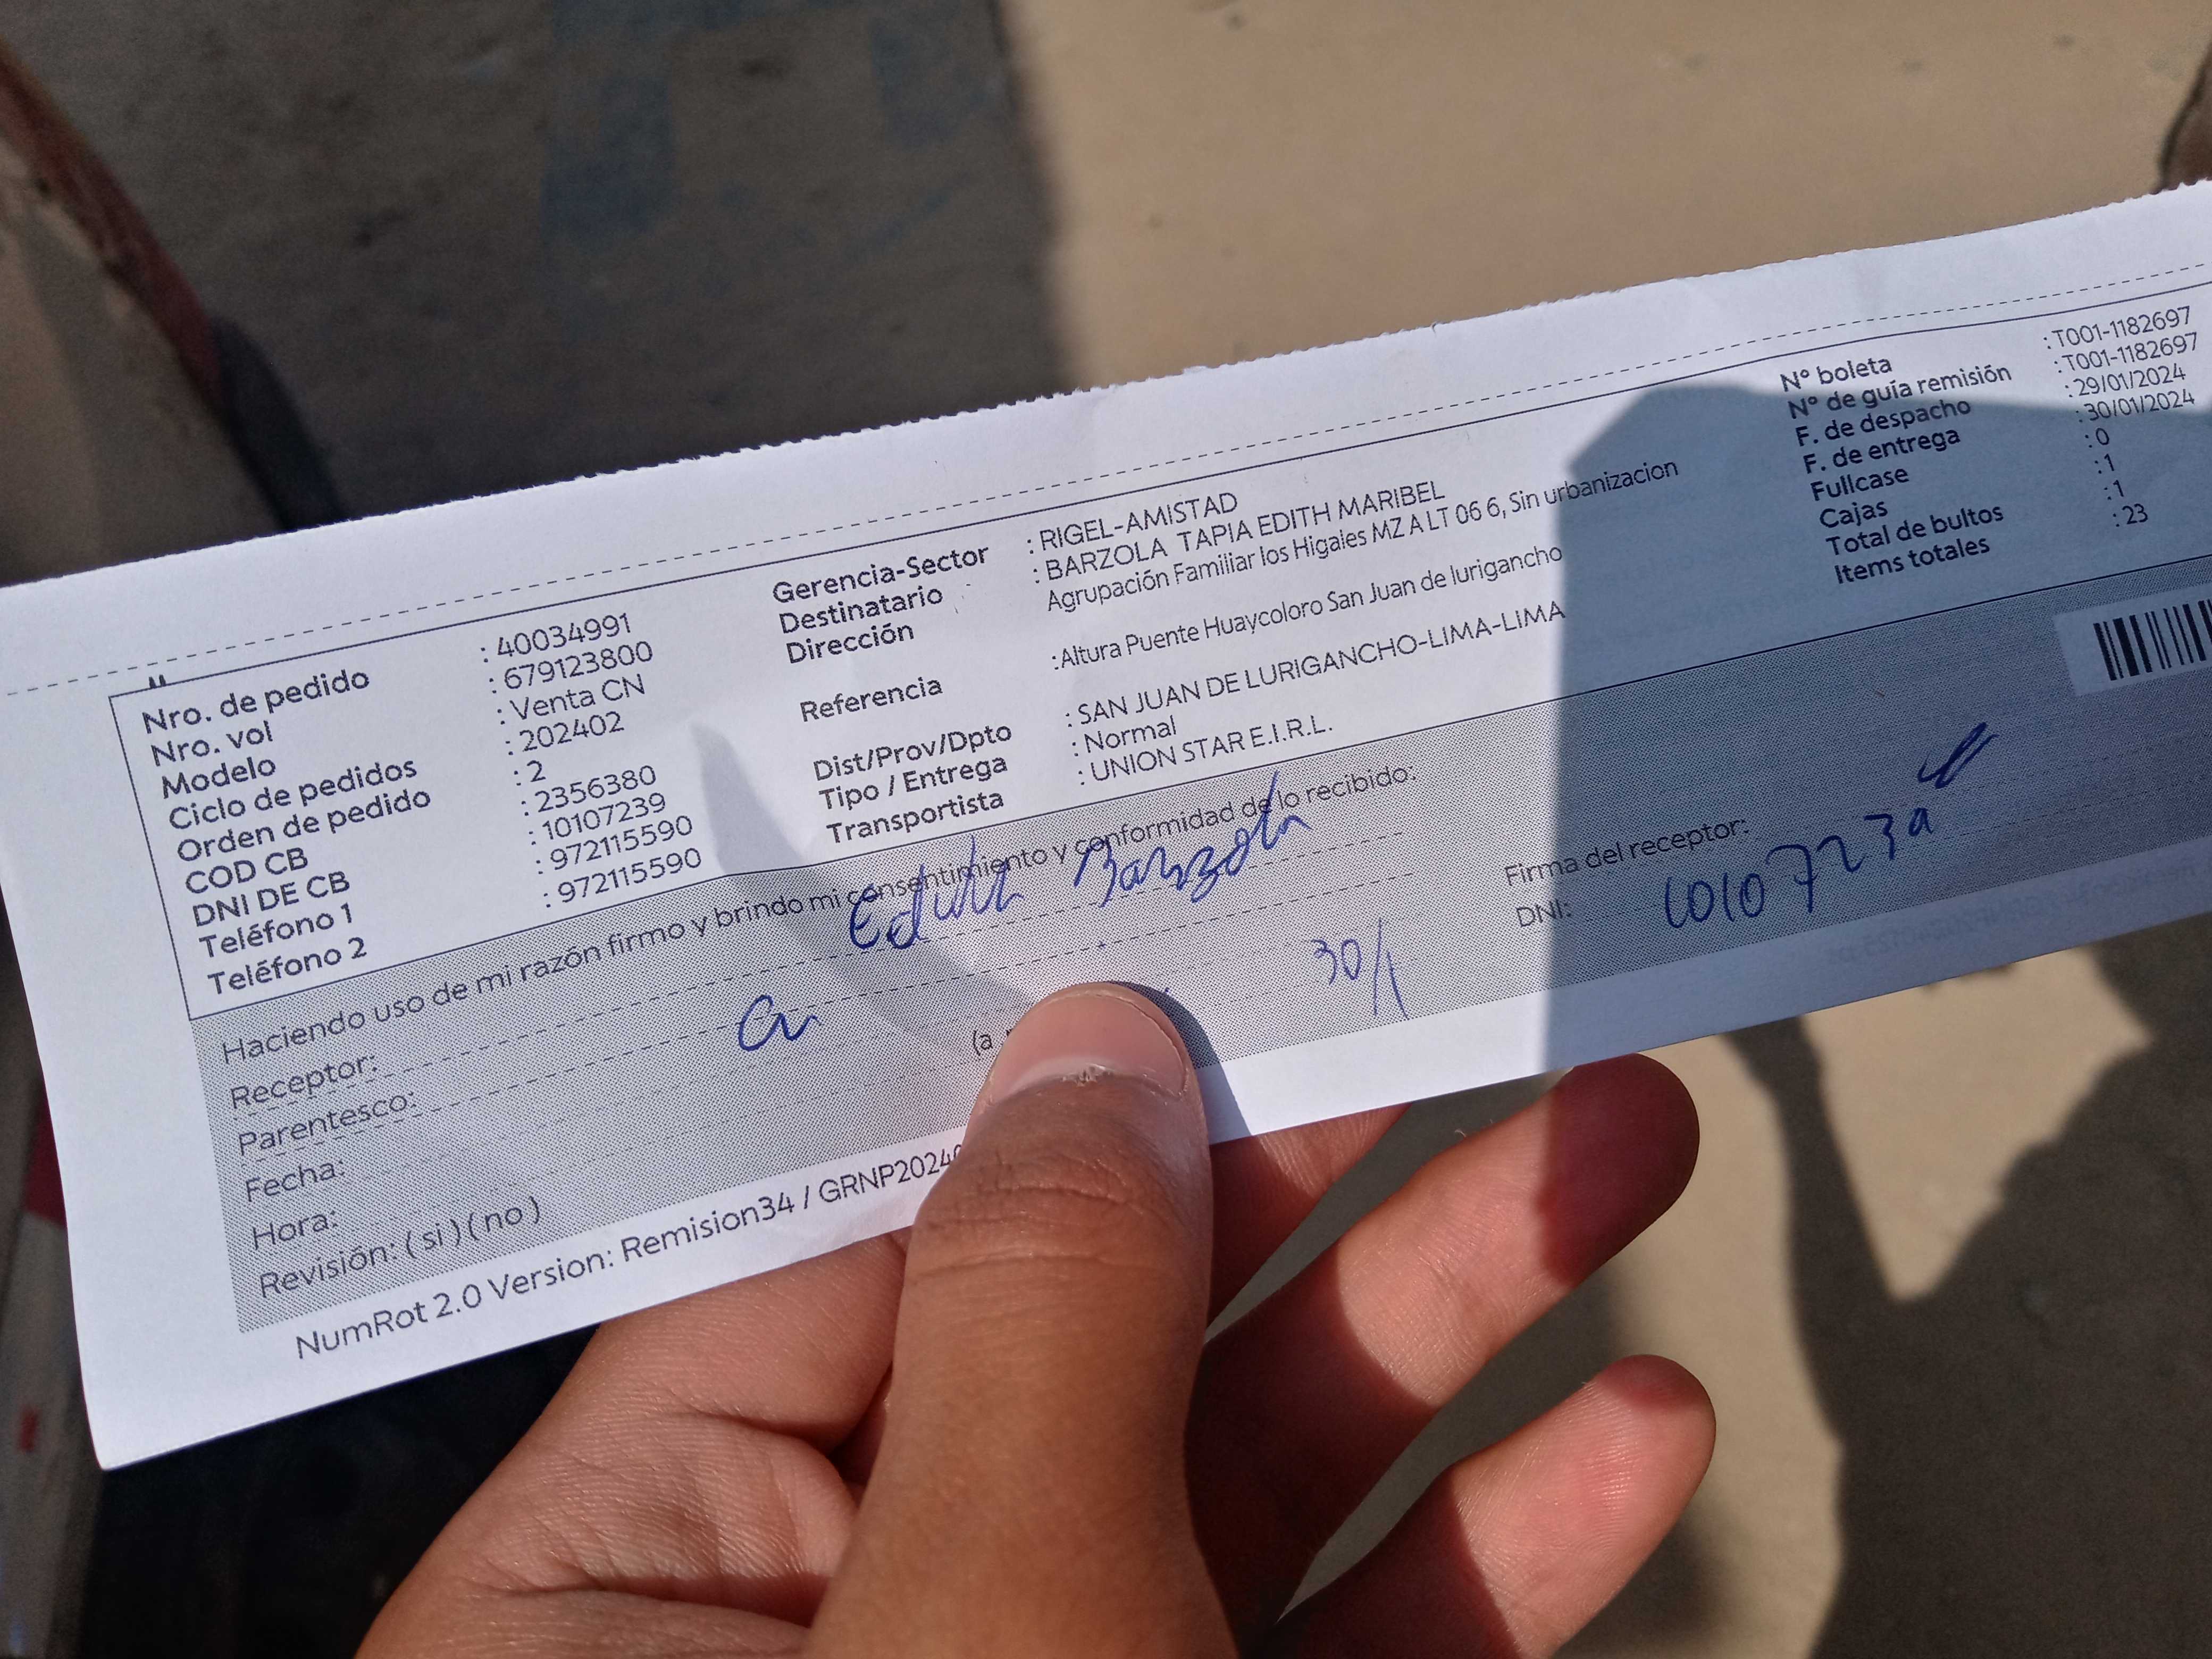 Nro. de pedido : 40034991
Nro. vol : 679123800
Modelo : Venta CN
Ciclo de pedidos : 202402
Orden de pedido : 2
COD CB : 2356380
DNI DE CB : 10107239
Teléfono 1 : 972115590
Teléfono 2 : 972115590
Gerencia-Sector : RIGEL-AMISTAD
Destinatario : BARZOLA TAPIA EDITH MARIBEL
Dirección Agrupación Familiar los Higales MZ A LT 06 6, Sin urbanizacion
Referencia :Altura Puente Huaycoloro San Juan de lurigancho
Dist/Prov/Dpto : SAN JUAN DE LURIGANCHO-LIMA-LIMA
Tipo / Entrega : Normal
Transportista : UNION STAR E.I.R.L.
Nº boleta : T001-1182697
Nº de guía remisión : T001-1182697
F. de despacho : 29/01/2024
F. de entrega : 30/01/2024
Fullcase : 0
Cajas : 1
Total de bultos : 1
Items totales : 23
Haciendo uso de mi razón firmo y brindo mi consentimiento y conformidad de lo recibido:
Receptor: Edith Barzola
Parentesco:
Fecha: 30/1
Hora: (a
Revisión: ( si ) ( no )
Firma del receptor:
DNI: 10107239
NumRot 2.0 Version: Remision34 / GRNP2024